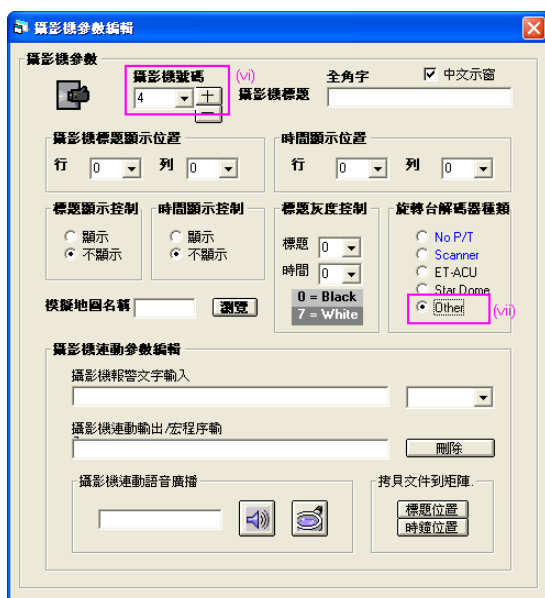 攝影機參數編輯
攝影機參數
攝影機號碼 (vi) 全角字 中文示窗
4 + 攝影機標題
攝影機標題顯示位置 時間顯示位置
行 0 列 0 行 0 列 0
標題顯示控制 時間顯示控制 標題灰度控制 旋轉台解碼器種類
顯示 顯示 標題 0 No P/T
不顯示 不顯示 Scanner
時間 0 ET-ACU
Star Dome
模擬地圖名稱 瀏覽 0 = Black Other (vii)
7 = White
攝影機連動參數編輯
攝影機報警文字輸入
攝影機連動輸出/宏程序輸
刪除
攝影機連動語音廣播 拷貝文件到矩陣.
標題位置
時鐘位置